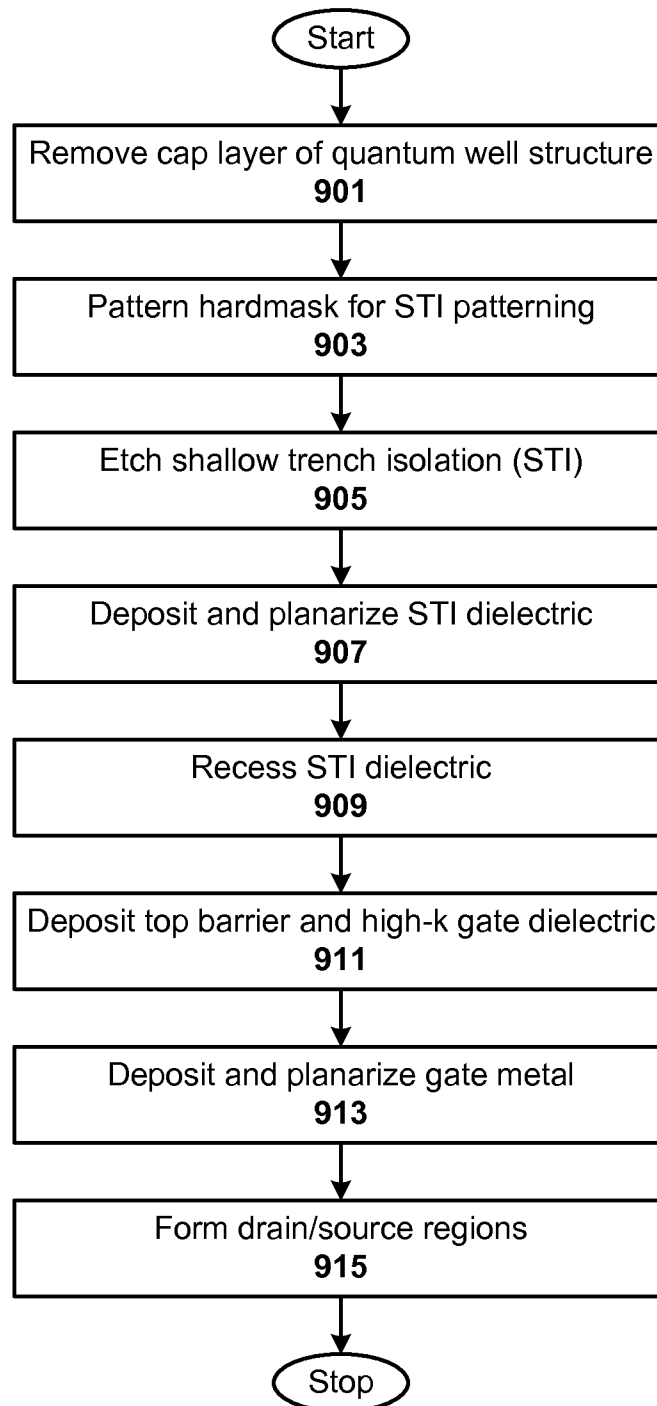 Start
Remove cap layer of quantum well structure
901
Pattern hardmask for STI patterning
903
Etch shallow trench isolation (STI)
905
Deposit and planarize STI dielectric
907
Recess STI dielectric
909
Deposit top barrier and high-k gate dielectric
911
Deposit and planarize gate metal
913
Form drain/source regions
915
Stop